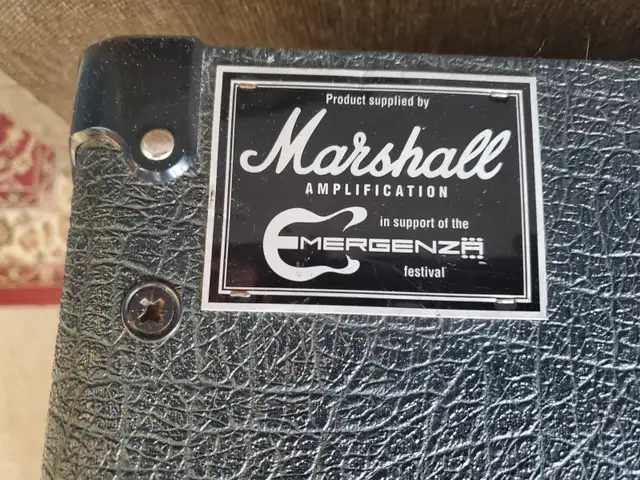 Product supplied by
Marshall
AMPLIFICATION
in support of the
EMERGENZA
festival